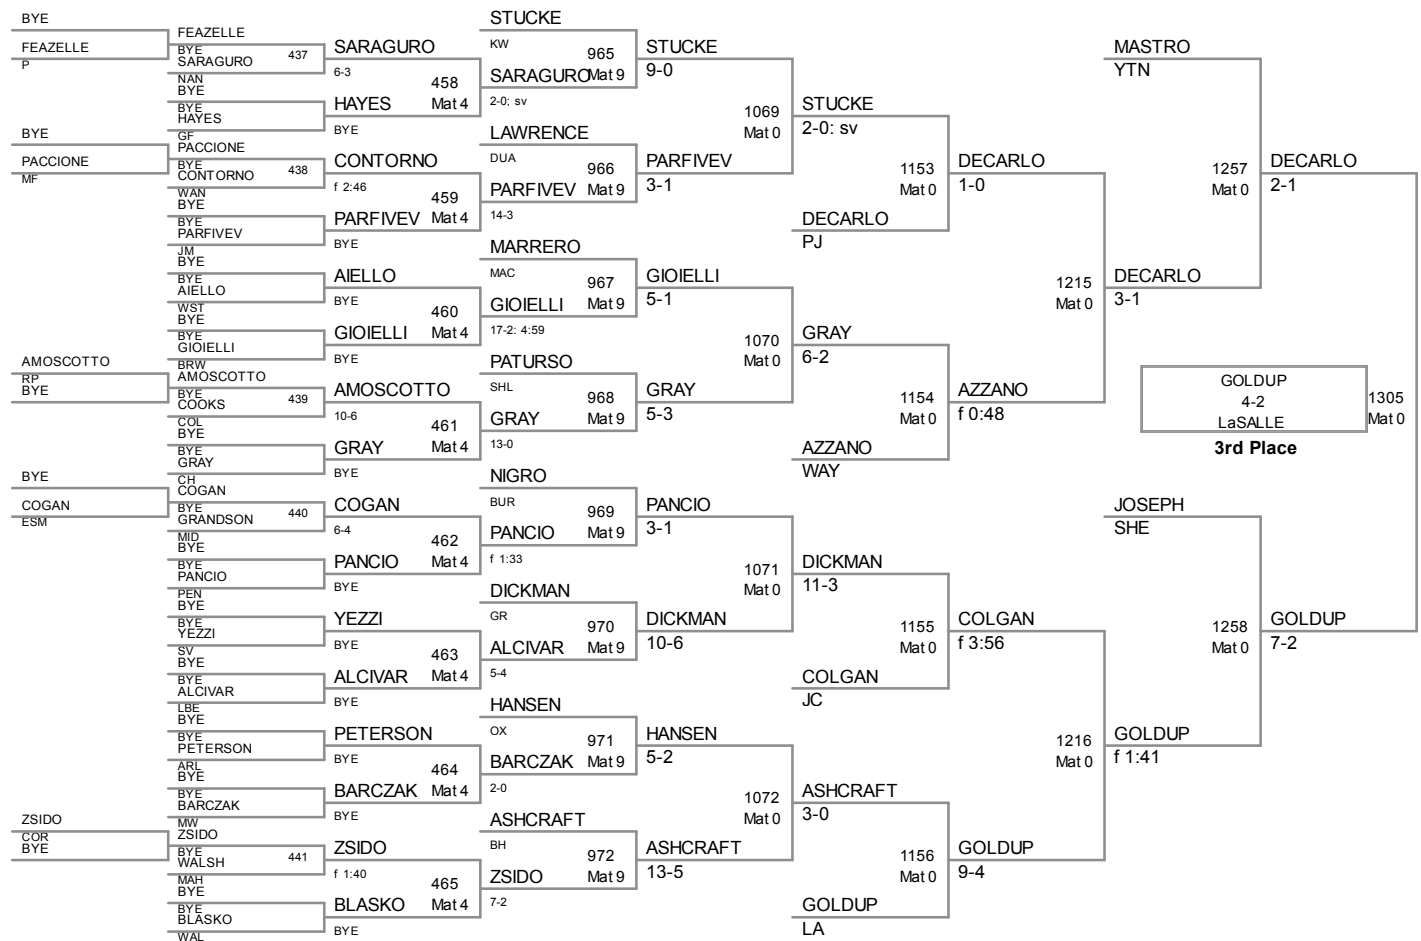 BYE
FEAZELLE
P
BYE
PACCIONE
MF
AMOSCOTTO
RP
BYE
BYE
COGAN
ESM
ZSIDO
COR
BYE
FEAZELLE
BYE
SARAGURO
437
NAN
BYE
BYE
HAYES
GF
PACCIONE
BYE
CONTORNO
438
WAN
BYE
BYE
PARFIVEV
JM
BYE
BYE
AIELLO
WST
BYE
BYE
GIOIELLI
BRW
AMOSCOTTO
BYE
COOKS
439
COL
BYE
BYE
GRAY
CH
COGAN
BYE
GRANDSON
440
MID
BYE
BYE
PANCIO
PEN
BYE
BYE
YEZZI
SV
BYE
BYE
ALCIVAR
LBE
BYE
BYE
PETERSON
ARL
BYE
BYE
BARCZAK
MW
ZSIDO
BYE
WALSH
441
MAH
BYE
BYE
BLASKO
WAL
SARAGURO
6-3
458
Mat 4
HAYES
BYE
CONTORNO
f 2:46
459
Mat 4
PARFIVEV
BYE
AIELLO
BYE
460
Mat 4
GIOIELLI
BYE
AMOSCOTTO
10-6
461
Mat 4
GRAY
BYE
COGAN
6-4
462
Mat 4
PANCIO
BYE
YEZZI
BYE
463
Mat 4
ALCIVAR
BYE
PETERSON
BYE
464
Mat 4
BARCZAK
BYE
ZSIDO
f 1:40
465
Mat 4
BLASKO
BYE
STUCKE
KW
965
Mat 9
SARAGURO
2-0: sv
LAWRENCE
DUA
966
Mat 9
PARFIVEV
14-3
MARRERO
MAC
967
Mat 9
GIOIELLI
17-2: 4:59
PATURSO
SHL
968
Mat 9
GRAY
13-0
NIGRO
BUR
969
Mat 9
PANCIO
f 1:33
DICKMAN
GR
970
Mat 9
ALCIVAR
5-4
HANSEN
OX
971
Mat 9
BARCZAK
2-0
ASHCRAFT
BH
972
Mat 9
ZSIDO
7-2
STUCKE
9-0
1069
Mat 0
PARFIVEV
3-1
GIOIELLI
5-1
1070
Mat 0
GRAY
5-3
PANCIO
3-1
1071
Mat 0
DICKMAN
10-6
HANSEN
5-2
1072
Mat 0
ASHCRAFT
13-5
STUCKE
2-0: sv
1153
Mat 0
DECARLO
PJ
GRAY
6-2
1154
Mat 0
AZZANO
WAY
DICKMAN
11-3
1155
Mat 0
COLGAN
JC
ASHCRAFT
3-0
1156
Mat 0
GOLDUP
LA
DECARLO
1-0
1215
Mat 0
AZZANO
f 0:48
COLGAN
f 3:56
1216
Mat 0
GOLDUP
9-4
MASTRO
YTN
1257
Mat 0
DECARLO
3-1
JOSEPH
SHE
1258
Mat 0
GOLDUP
f 1:41
DECARLO
2-1
GOLDUP
7-2
GOLDUP
4-2
LaSALLE
1305
Mat 0
3rd Place